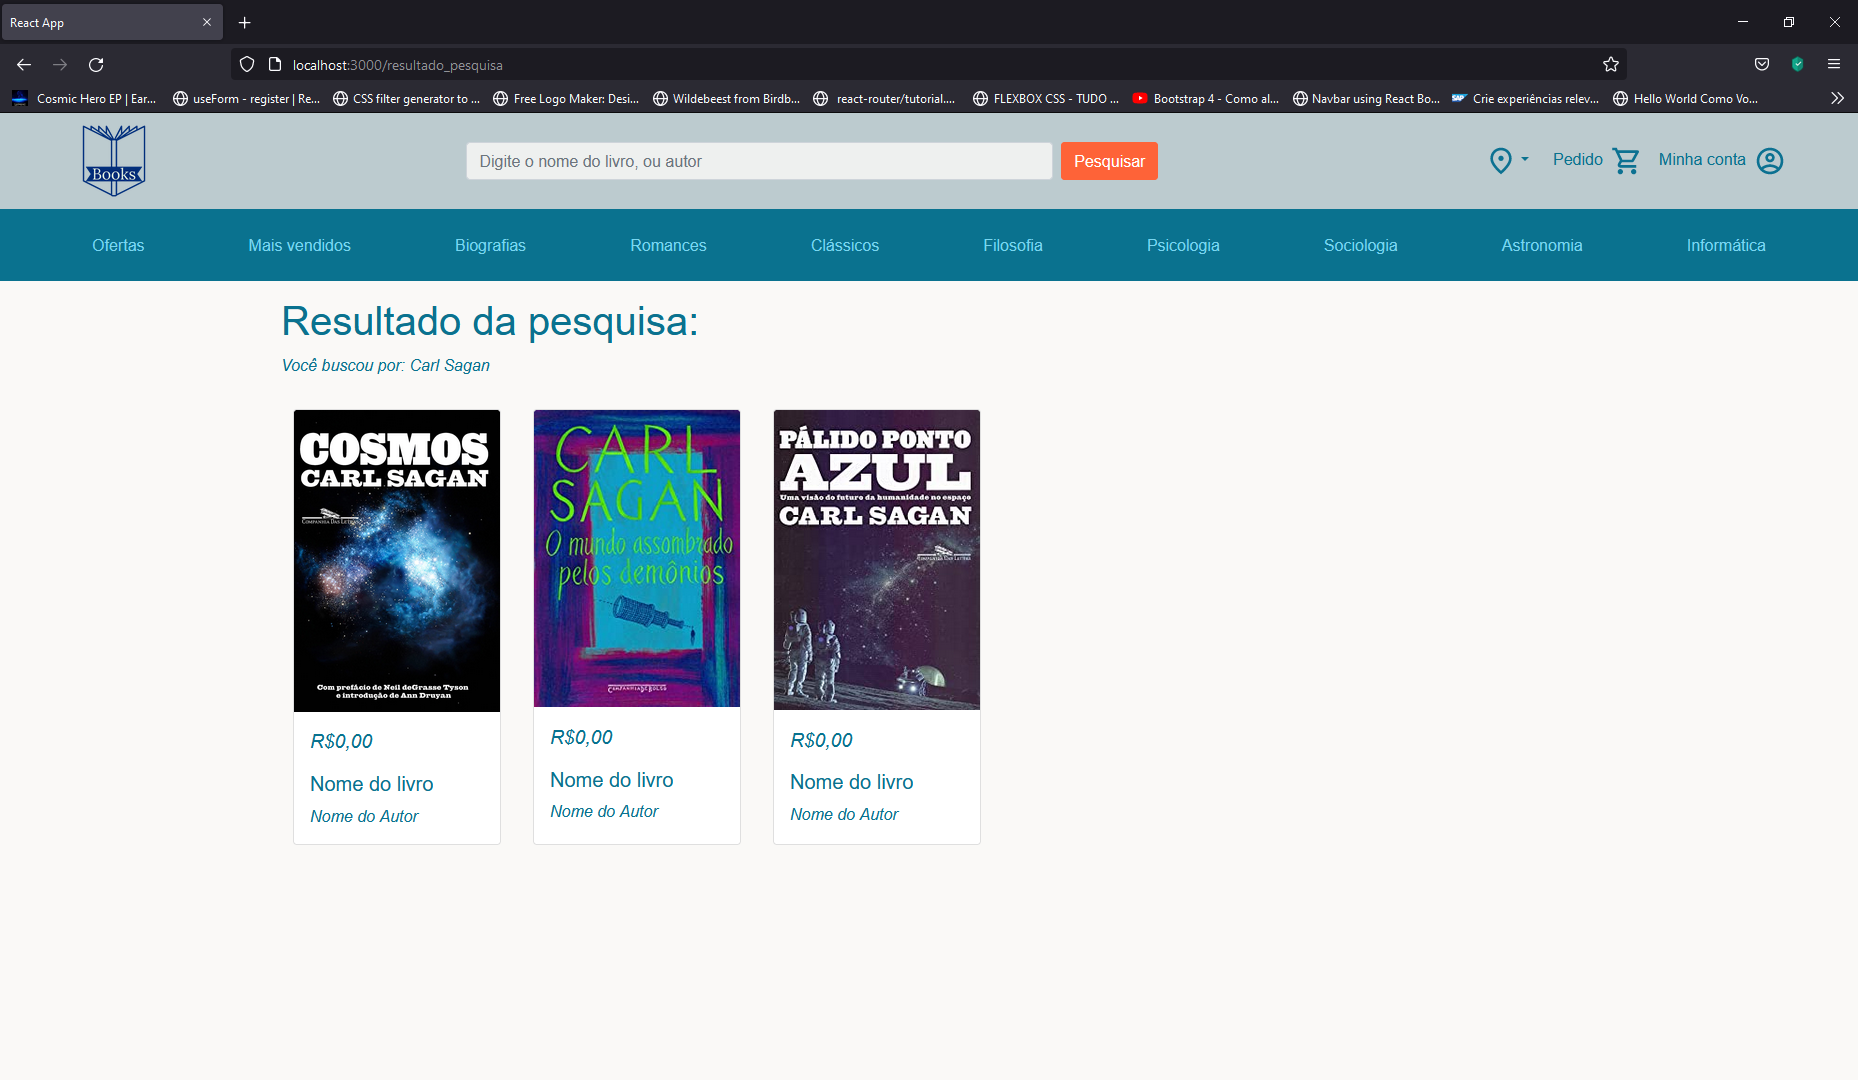 React App
localhost:3000/resultado_pesquisa
Cosmic Hero EP | Ear...
useForm - register | Re...
CSS filter generator to ...
Free Logo Maker: Desi...
Wildebeest from Birdb...
react-router/tutorial....
FLEXBOX CSS - TUDO ...
Bootstrap 4 - Como al...
Navbar using React Bo...
SAP
Crie experiências relev...
Hello World Como Vo...
Books
Digite o nome do livro, ou autor
Pesquisar
Pedido
Minha conta
Ofertas
Mais vendidos
Biografias
Romances
Clássicos
Filosofia
Psicologia
Sociologia
Astronomia
Informática
Resultado da pesquisa:
Você buscou por: Carl Sagan
COSMOS
CARL SAGAN
COMPANHIA DAS LETRAS
Com prefácio de Neil deGrasse Tyson
e introdução de Ann Druyan
R$0,00
Nome do livro
Nome do Autor
CARL
SAGAN
O mundo assombrado
pelos demônios
COMPANHIA DE BOLSO
R$0,00
Nome do livro
Nome do Autor
PÁLIDO PONTO
AZUL
Uma visão do futuro da humanidade no espaço
CARL SAGAN
COMPANHIA DAS LETRAS
R$0,00
Nome do livro
Nome do Autor